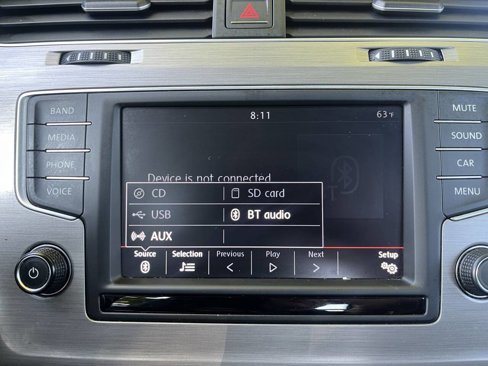 8:11 63°F
BAND
MEDIA
PHONE
VOICE
MUTE
SOUND
CAR
MENU
Device is not connected
CD SD card
USB BT audio
AUX
Source Selection Previous Play Next Setup